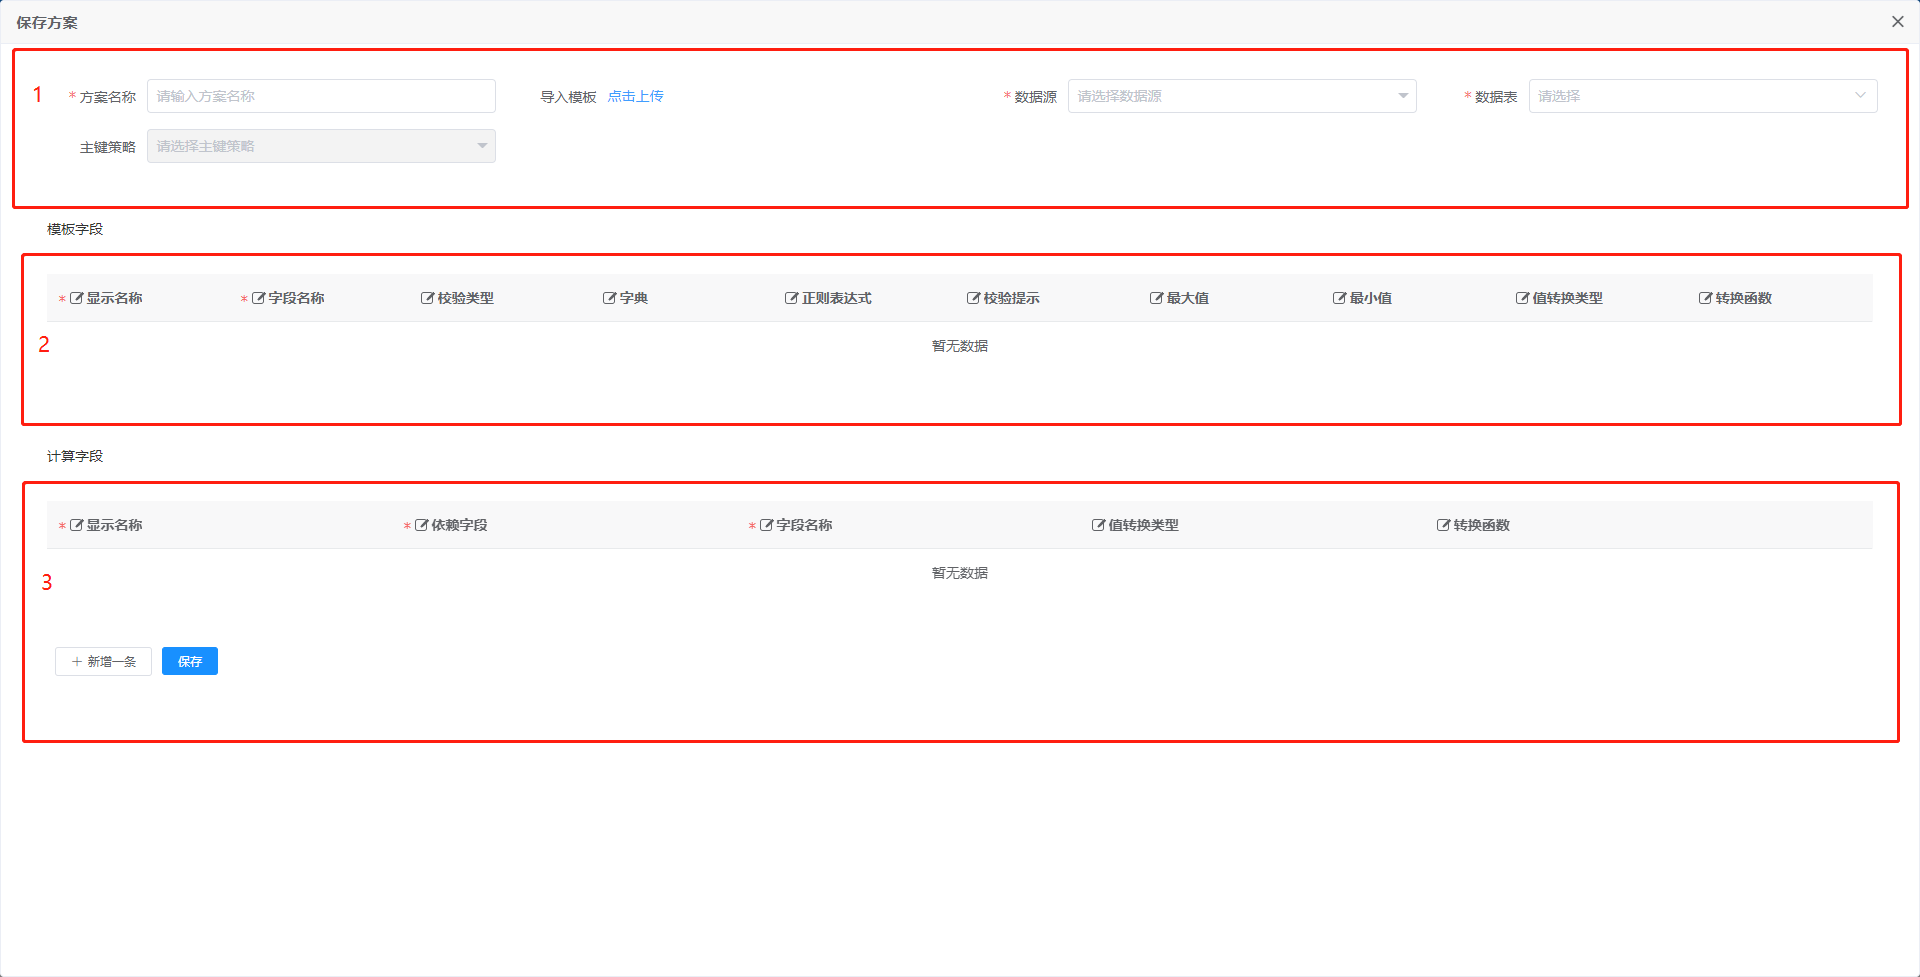 保存方案
1 * 方案名称 请输入方案名称 导入模板 点击上传 * 数据源 请选择数据源 * 数据表 请选择
主键策略 请选择主键策略
模板字段
* 显示名称 * 字段名称 校验类型 字典 正则表达式 校验提示 最大值 最小值 值转换类型 转换函数
2 暂无数据
计算字段
* 显示名称 * 依赖字段 * 字段名称 值转换类型 转换函数
暂无数据
3
+ 新增一条 保存